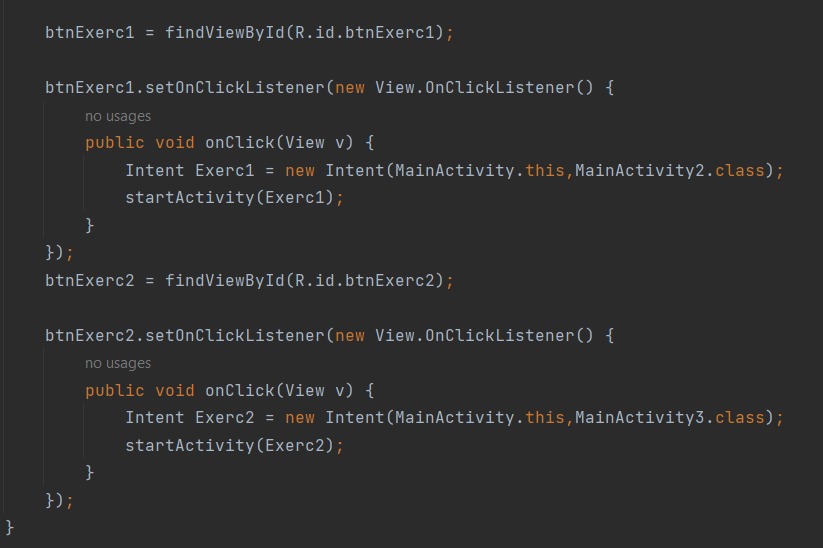 btnExerc1 = findViewById(R.id.btnExerc1);
btnExerc1.setOnClickListener(new View.OnClickListener() {
no usages
public void onClick(View v) {
Intent Exerc1 = new Intent(MainActivity.this,MainActivity2.class);
startActivity(Exerc1);
}
});
btnExerc2 = findViewById(R.id.btnExerc2);
btnExerc2.setOnClickListener(new View.OnClickListener() {
no usages
public void onClick(View v) {
Intent Exerc2 = new Intent(MainActivity.this,MainActivity3.class);
startActivity(Exerc2);
}
});
}